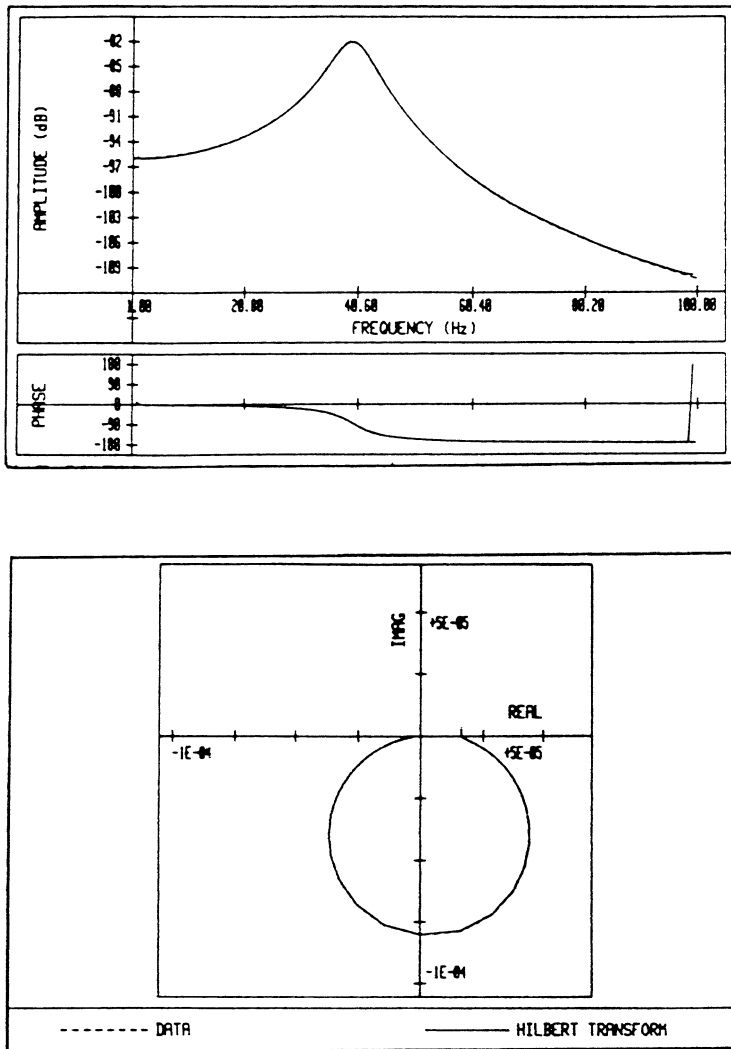 AMPLITUDE (dB)
-82
-85
-88
-91
-94
-97
-100
-103
-106
-109
1.00 20.80 40.60 60.40 80.20 100.00
FREQUENCY (Hz)
PHASE
180
90
0
-90
-180
IMAG
+5E-05
REAL
-1E-04
+5E-05
-1E-04
DATA
HILBERT TRANSFORM